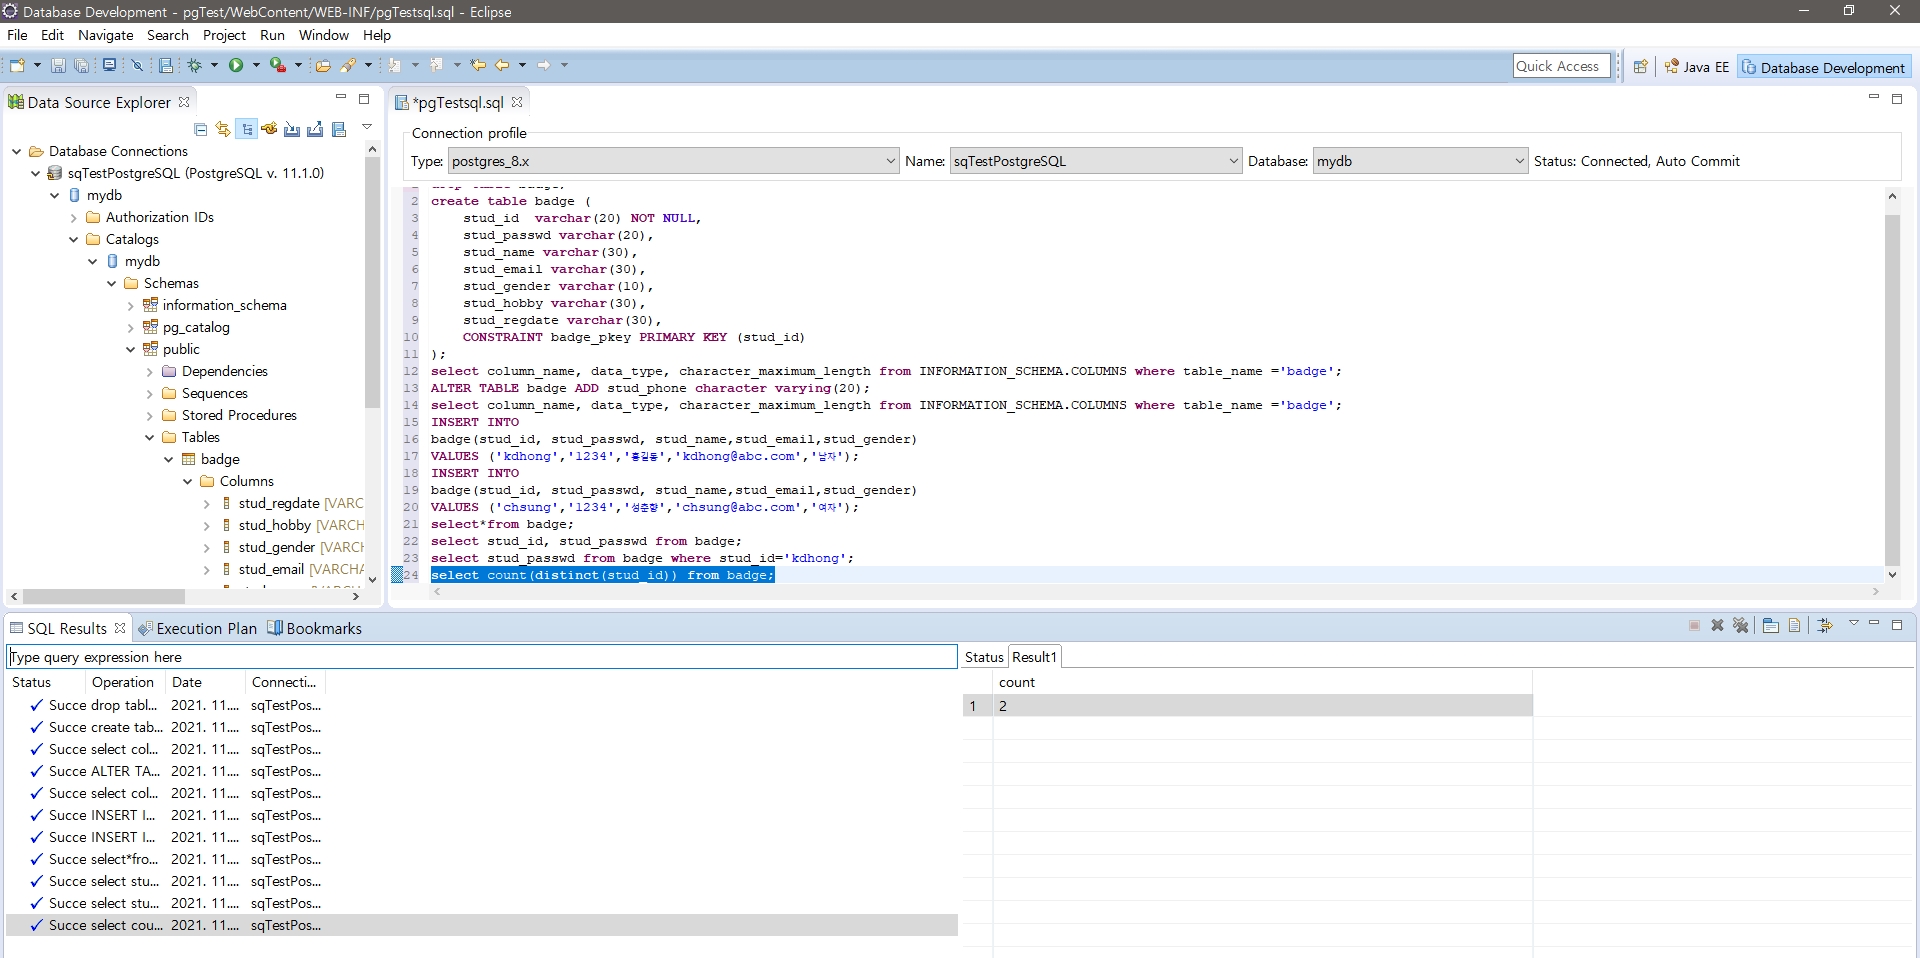 Database Development - pgTest/WebContent/WEB-INF/pgTestsql.sql - Eclipse
File Edit Navigate Search Project Run Window Help
Quick Access Java EE Database Development
Data Source Explorer
Database Connections
sqTestPostgreSQL (PostgreSQL v. 11.1.0)
mydb
Authorization IDs
Catalogs
mydb
Schemas
information_schema
pg_catalog
public
Dependencies
Sequences
Stored Procedures
Tables
badge
Columns
stud_regdate [VARC
stud_hobby [VARCH
stud_gender [VARCH
stud_email [VARCHA
*pgTestsql.sql
Connection profile
Type: postgres_8.x Name: sqTestPostgreSQL Database: mydb Status: Connected, Auto Commit
2 create table badge (
3 stud_id varchar(20) NOT NULL,
4 stud_passwd varchar(20),
5 stud_name varchar(30),
6 stud_email varchar(30),
7 stud_gender varchar(10),
8 stud_hobby varchar(30),
9 stud_regdate varchar(30),
10 CONSTRAINT badge_pkey PRIMARY KEY (stud_id)
11 );
12 select column_name, data_type, character_maximum_length from INFORMATION_SCHEMA.COLUMNS where table_name ='badge';
13 ALTER TABLE badge ADD stud_phone character varying(20);
14 select column_name, data_type, character_maximum_length from INFORMATION_SCHEMA.COLUMNS where table_name ='badge';
15 INSERT INTO
16 badge(stud_id, stud_passwd, stud_name,stud_email,stud_gender)
17 VALUES ('kdhong','1234','홍길동','kdhong@abc.com','남자');
18 INSERT INTO
19 badge(stud_id, stud_passwd, stud_name,stud_email,stud_gender)
20 VALUES ('chsung','1234','성춘향','chsung@abc.com','여자');
21 select*from badge;
22 select stud_id, stud_passwd from badge;
23 select stud_passwd from badge where stud_id='kdhong';
24 select count(distinct(stud_id)) from badge;
SQL Results Execution Plan Bookmarks
Type query expression here
Status Operation Date Connecti...
Succe drop tabl... 2021. 11.... sqTestPos...
Succe create tab... 2021. 11.... sqTestPos...
Succe select col... 2021. 11.... sqTestPos...
Succe ALTER TA... 2021. 11.... sqTestPos...
Succe select col... 2021. 11.... sqTestPos...
Succe INSERT I... 2021. 11.... sqTestPos...
Succe INSERT I... 2021. 11.... sqTestPos...
Succe select*fro... 2021. 11.... sqTestPos...
Succe select stu... 2021. 11.... sqTestPos...
Succe select stu... 2021. 11.... sqTestPos...
Succe select cou... 2021. 11.... sqTestPos...
Status Result1
count
1 2